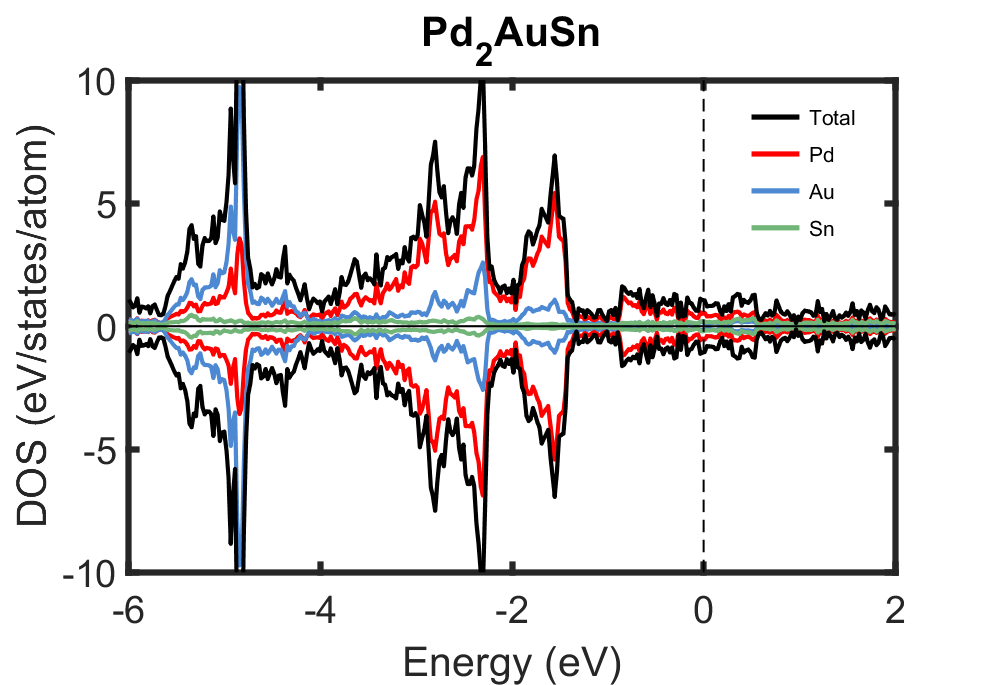 Pd2AuSn
10
5
0
-5
-10
DOS (eV/states/atom)
Total
Pd
Au
Sn
-6 -4 -2 0 2
Energy (eV)